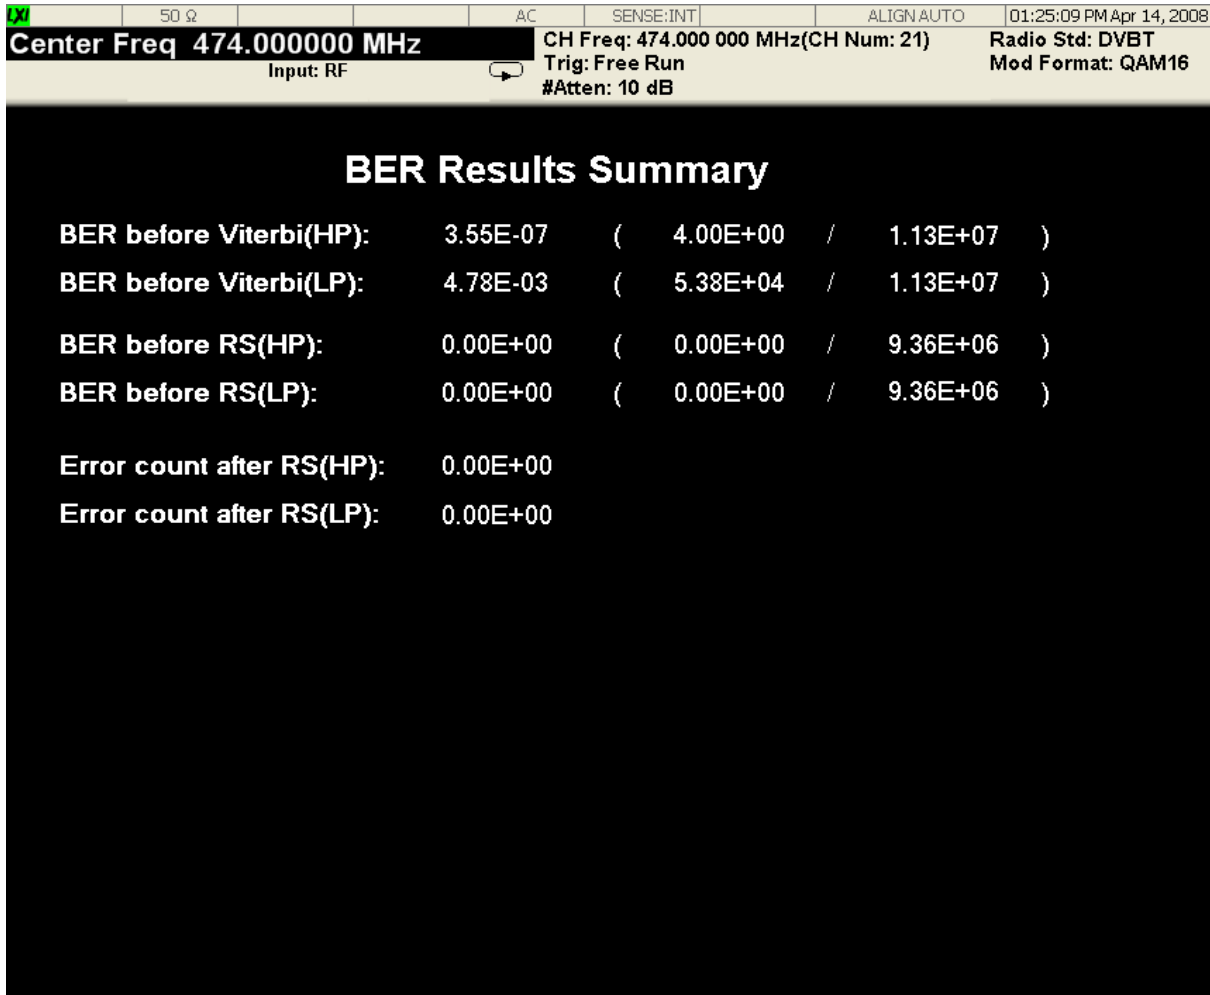 LXI 50 Ω AC SENSE:INT ALIGN AUTO 01:25:09 PM Apr 14, 2008
Center Freq 474.000000 MHz CH Freq: 474.000 000 MHz(CH Num: 21) Radio Std: DVBT
Input: RF Trig: Free Run Mod Format: QAM16
#Atten: 10 dB
BER Results Summary
BER before Viterbi(HP): 3.55E-07 ( 4.00E+00 / 1.13E+07 )
BER before Viterbi(LP): 4.78E-03 ( 5.38E+04 / 1.13E+07 )
BER before RS(HP): 0.00E+00 ( 0.00E+00 / 9.36E+06 )
BER before RS(LP): 0.00E+00 ( 0.00E+00 / 9.36E+06 )
Error count after RS(HP): 0.00E+00
Error count after RS(LP): 0.00E+00